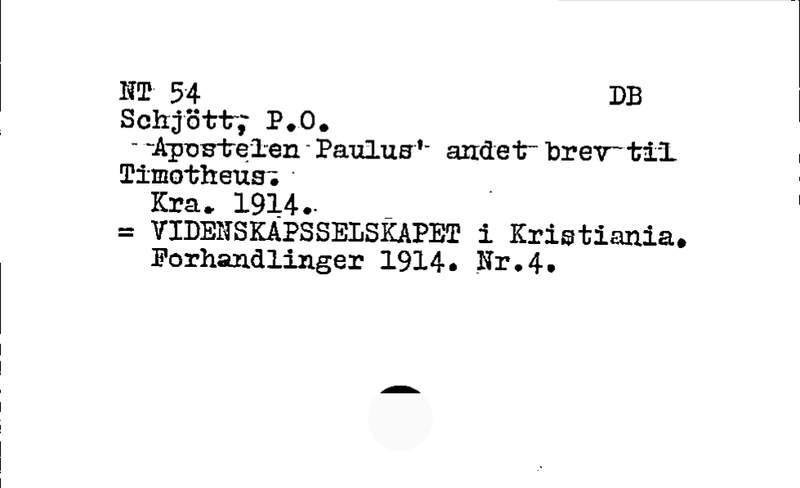 NT 54 DB
Schjött, P.O.
Apostelen Paulus' andet brev til
Timotheus.
Kra. 1914.
= VIDENSKAPSSELSKAPET i Kristiania.
Forhandlinger 1914. Nr.4.